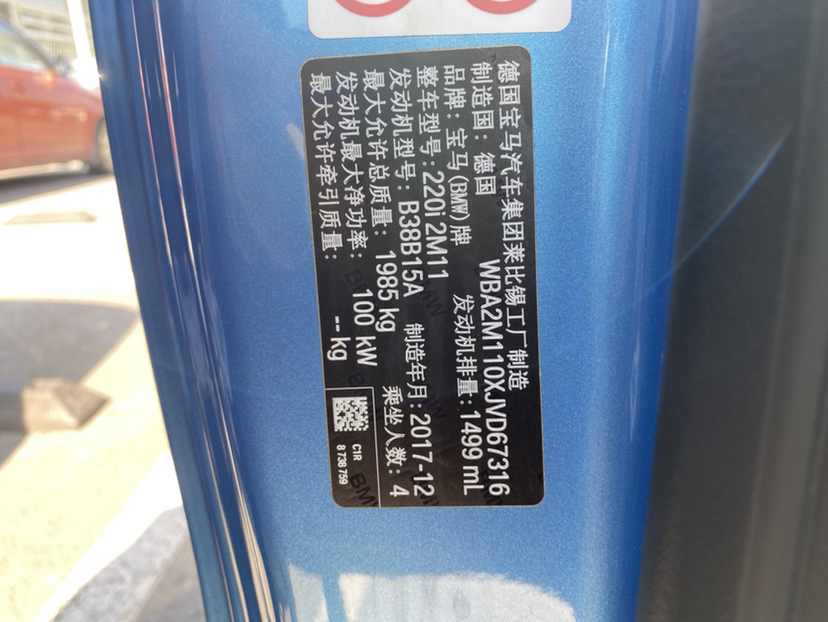 德国宝马汽车集团莱比锡工厂制造
制造国：德国 WBA2M110XJVD67316
品牌：宝马(BMW)牌 发动机排量：1499 mL
整车型号：220i 2M11
发动机型号：B38B15A 制造年月：2017-12
最大允许总质量：1985 kg 乘坐人数：4
发动机最大净功率：100 kW
最大允许牵引质量：-- kg
C1R
8 738 759